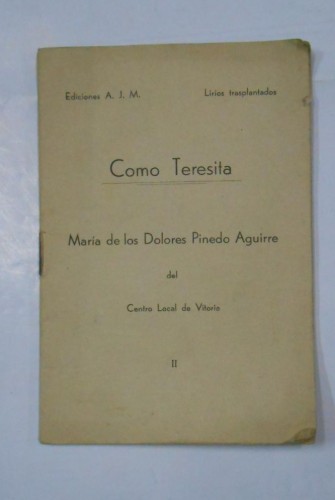 Ediciones A. J. M. Lirios trasplantados
Como Teresita
María de los Dolores Pinedo Aguirre
del
Centro Local de Vitoria
II